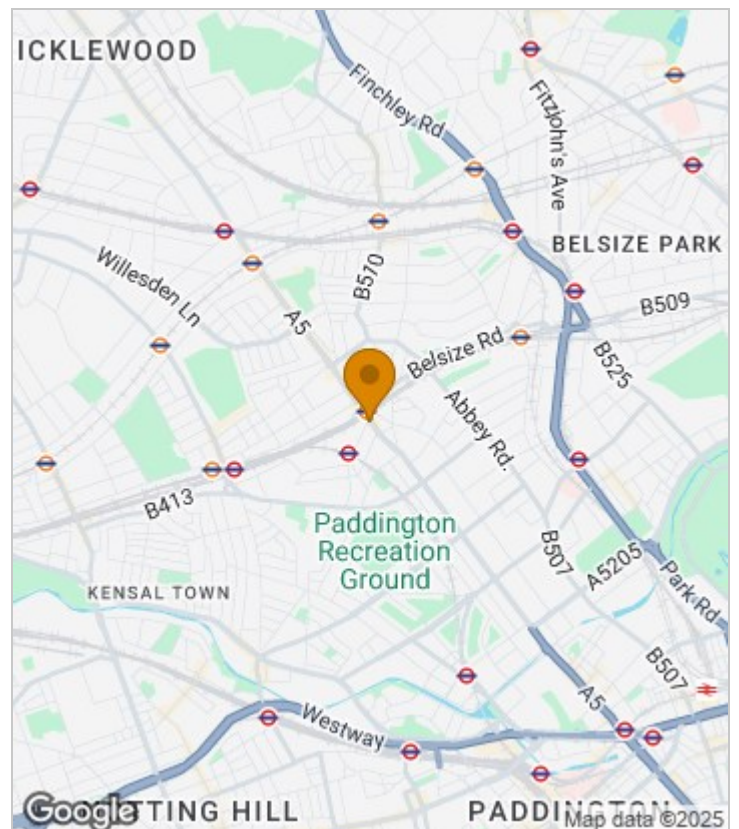 ICKLEWOOD
Finchley Rd
Fitzjohn's Ave
BELSIZE PARK
Willesden Ln
B570
B509
A5
Belsize Rd
B525
Abbey Rd.
B413
Paddington
Recreation
Ground
B507
A5205
KENSAL TOWN
Park Rd
B507
A5
Westway
Google
TTING HILL
PADDINGTON
Map data ©2025